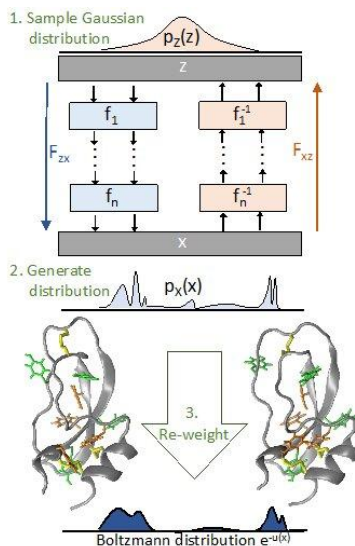 1. Sample Gaussian
distribution
p_Z(z)
z
f_1
f_1^-1
F_zx
F_xz
f_n
f_n^-1
x
2. Generate
distribution
p_X(x)
3.
Re-weight
Boltzmann distribution e^-u(x)